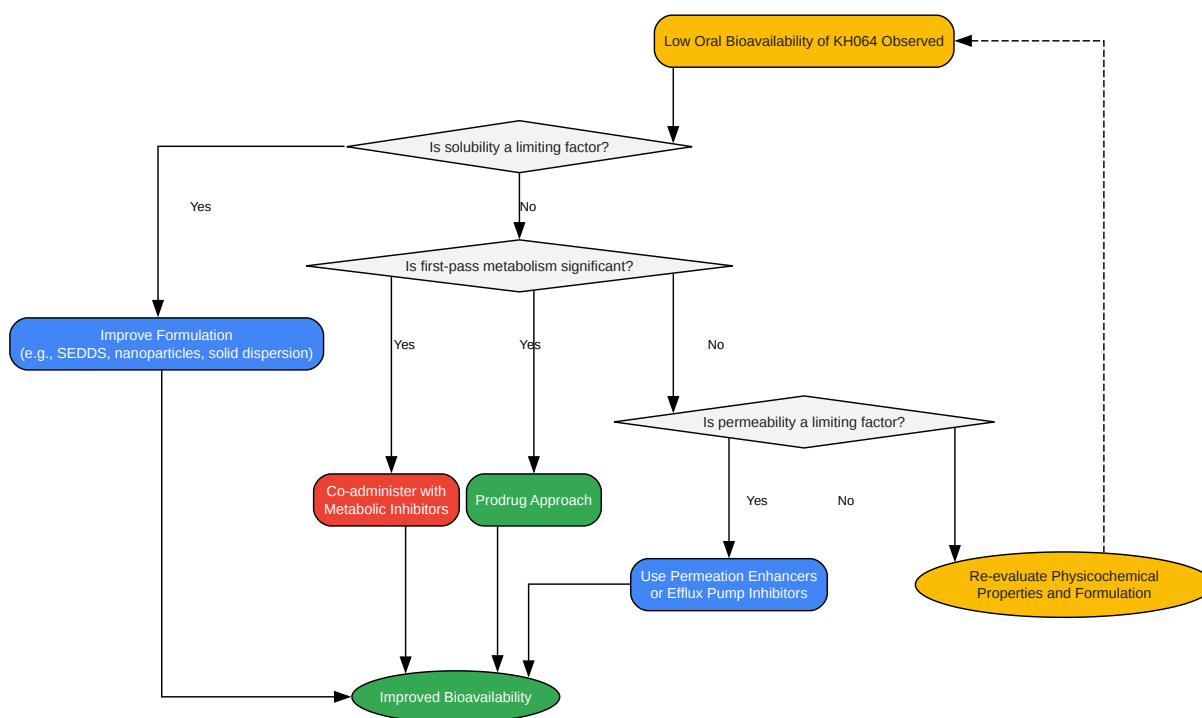 Low Oral Bioavailability of KH064 Observed
Is solubility a limiting factor?
Yes
No
Is first-pass metabolism significant?
Improve Formulation
(e.g., SEDDS, nanoparticles, solid dispersion)
Yes
Yes
No
Is permeability a limiting factor?
Co-administer with
Metabolic Inhibitors
Prodrug Approach
Yes
No
Use Permeation Enhancers
or Efflux Pump Inhibitors
Re-evaluate Physicochemical
Properties and Formulation
Improved Bioavailability